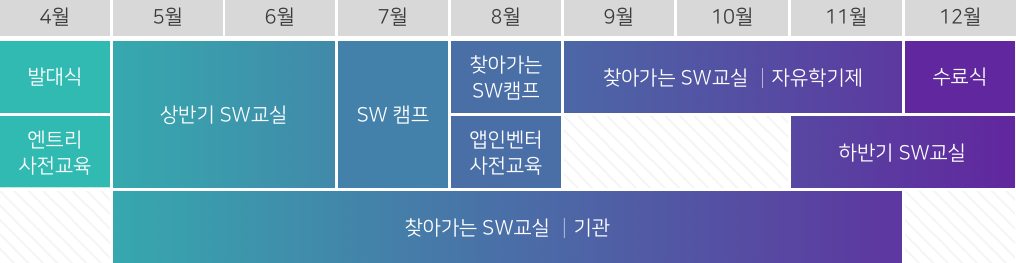 4월 5월 6월 7월 8월 9월 10월 11월 12월
발대식
엔트리
사전교육
상반기 SW교실
SW 캠프
찾아가는
SW캠프
앱인벤터
사전교육
찾아가는 SW교실 | 자유학기제
수료식
하반기 SW교실
찾아가는 SW교실 | 기관